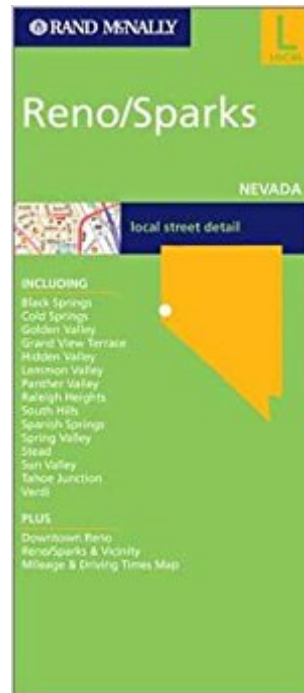 RAND McNALLY
L
LOCAL
Reno/Sparks
NEVADA
local street detail
INCLUDING
Black Springs
Cold Springs
Golden Valley
Grand View Terrace
Hidden Valley
Lemmon Valley
Panther Valley
Raleigh Heights
South Hills
Spanish Springs
Spring Valley
Stead
Sun Valley
Tahoe Junction
Verdi
PLUS
Downtown Reno
Reno/Sparks & Vicinity
Mileage & Driving Times Map